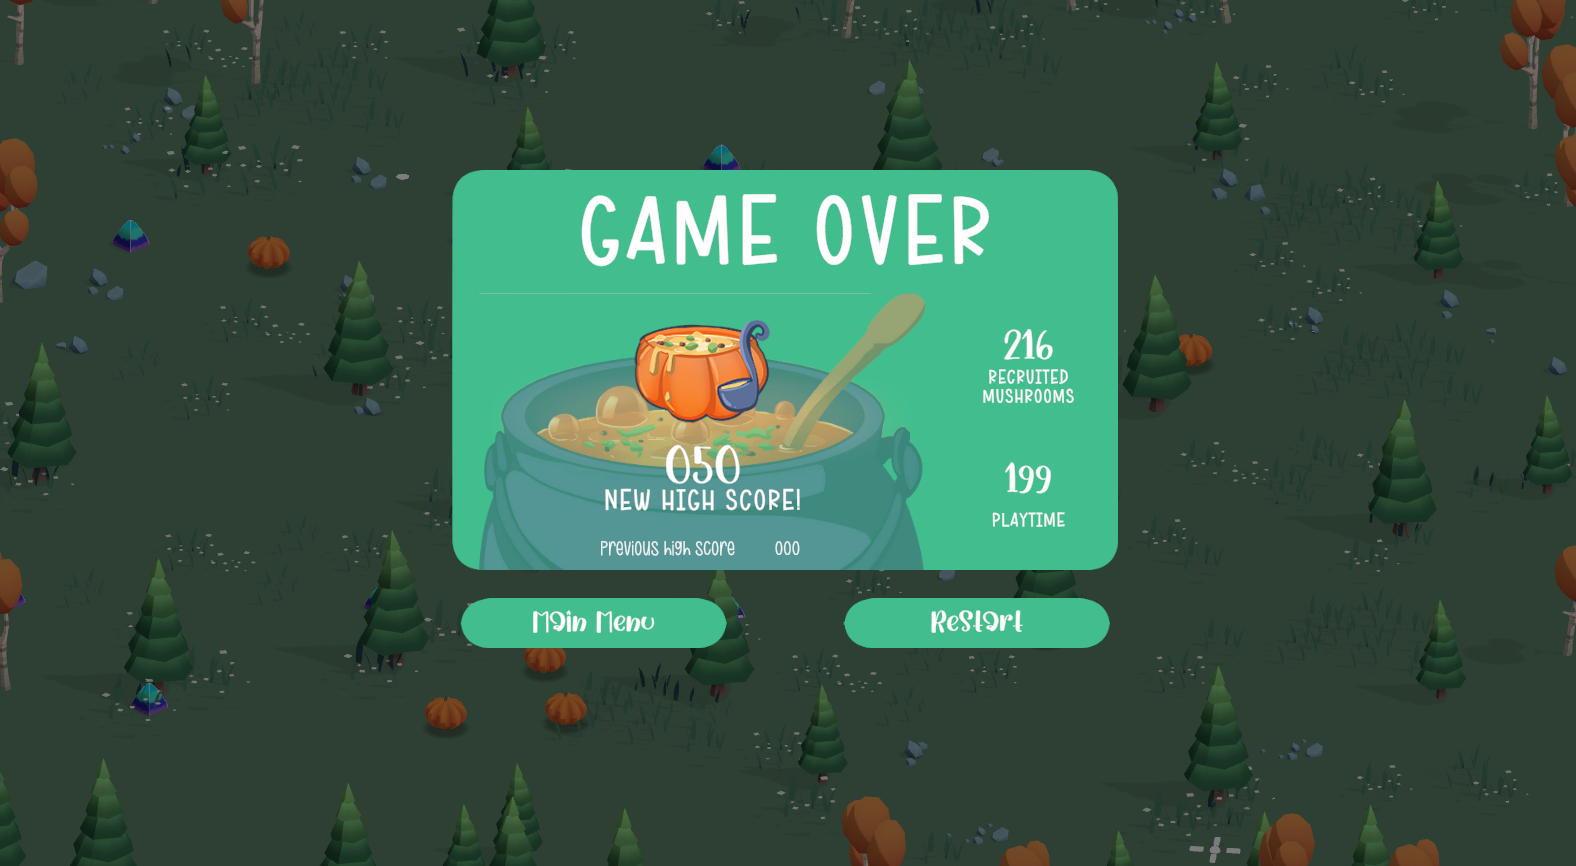 GAME OVER
216
RECRUITED
MUSHROOMS
050
NEW HIGH SCORE!
Previous high score 000
199
PLAYTIME
Main Menu
ReStart